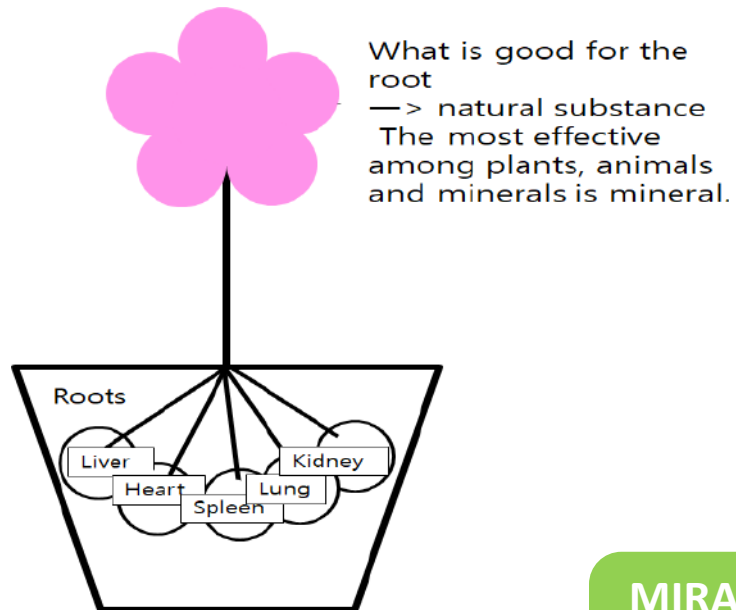 What is good for the
root
—> natural substance
The most effective
among plants, animals
and minerals is mineral.
Roots
Liver
Heart
Spleen
Lung
Kidney